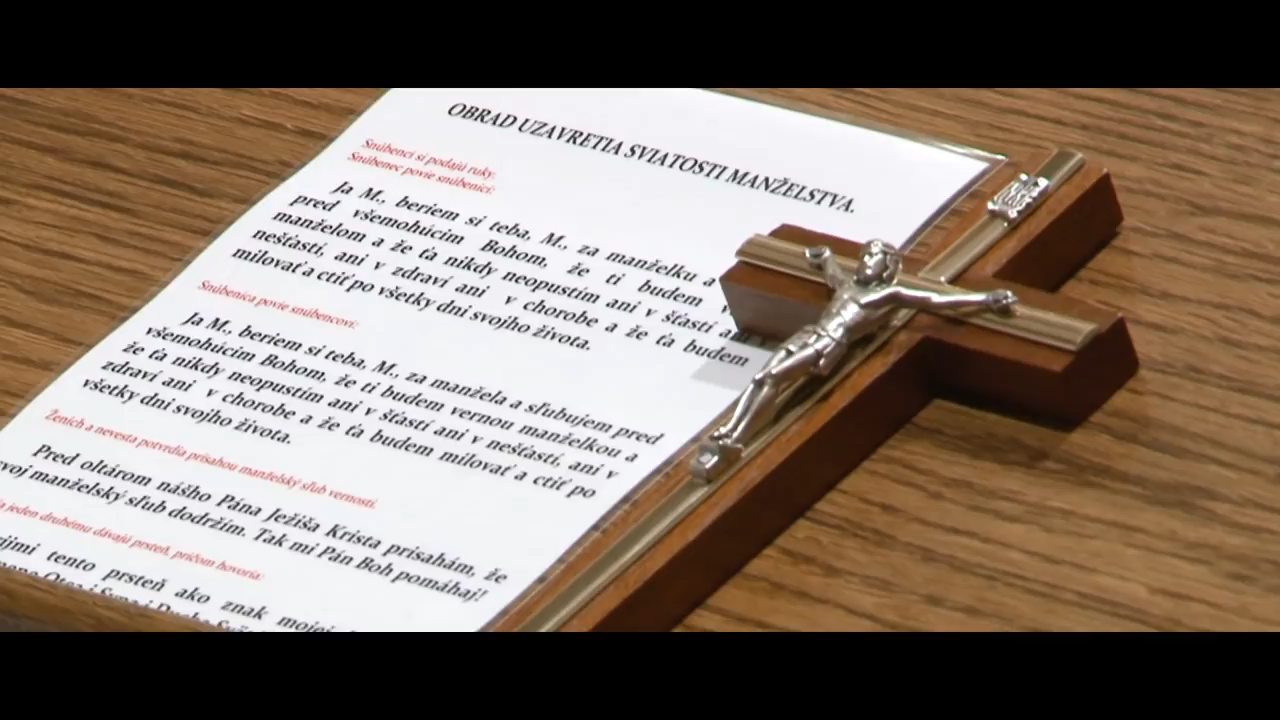 OBRAD UZAVRETIA SVIATOSTI MANŽELSTVA.
Snúbenci si podajú ruky.
Snúbenec povie snúbenici:
Ja M., beriem si teba, M., za manželku a
pred všemohúcim Bohom, že ti budem
manželom a že ťa nikdy neopustím ani v šťastí ani
nešťastí, ani v zdraví ani v chorobe a že ťa budem
milovať a ctiť po všetky dni svojho života.
Snúbenica povie snúbencovi:
Ja M., beriem si teba, M., za manžela a sľubujem pred
všemohúcim Bohom, že ti budem vernou manželkou a
že ťa nikdy neopustím ani v šťastí ani v nešťastí, ani v
zdraví ani v chorobe a že ťa budem milovať a ctiť po
všetky dni svojho života.
Ženích a nevesta potvrdia prísahou manželský sľub vernosti.
Pred oltárom nášho Pána Ježiša Krista prisahám, že
svoj manželský sľub dodržím. Tak mi Pán Boh pomáhaj!
jeden druhému dávajú prsteň, pričom hovoria:
tento prsteň ako znak mojej
Otca i Syna i Ducha